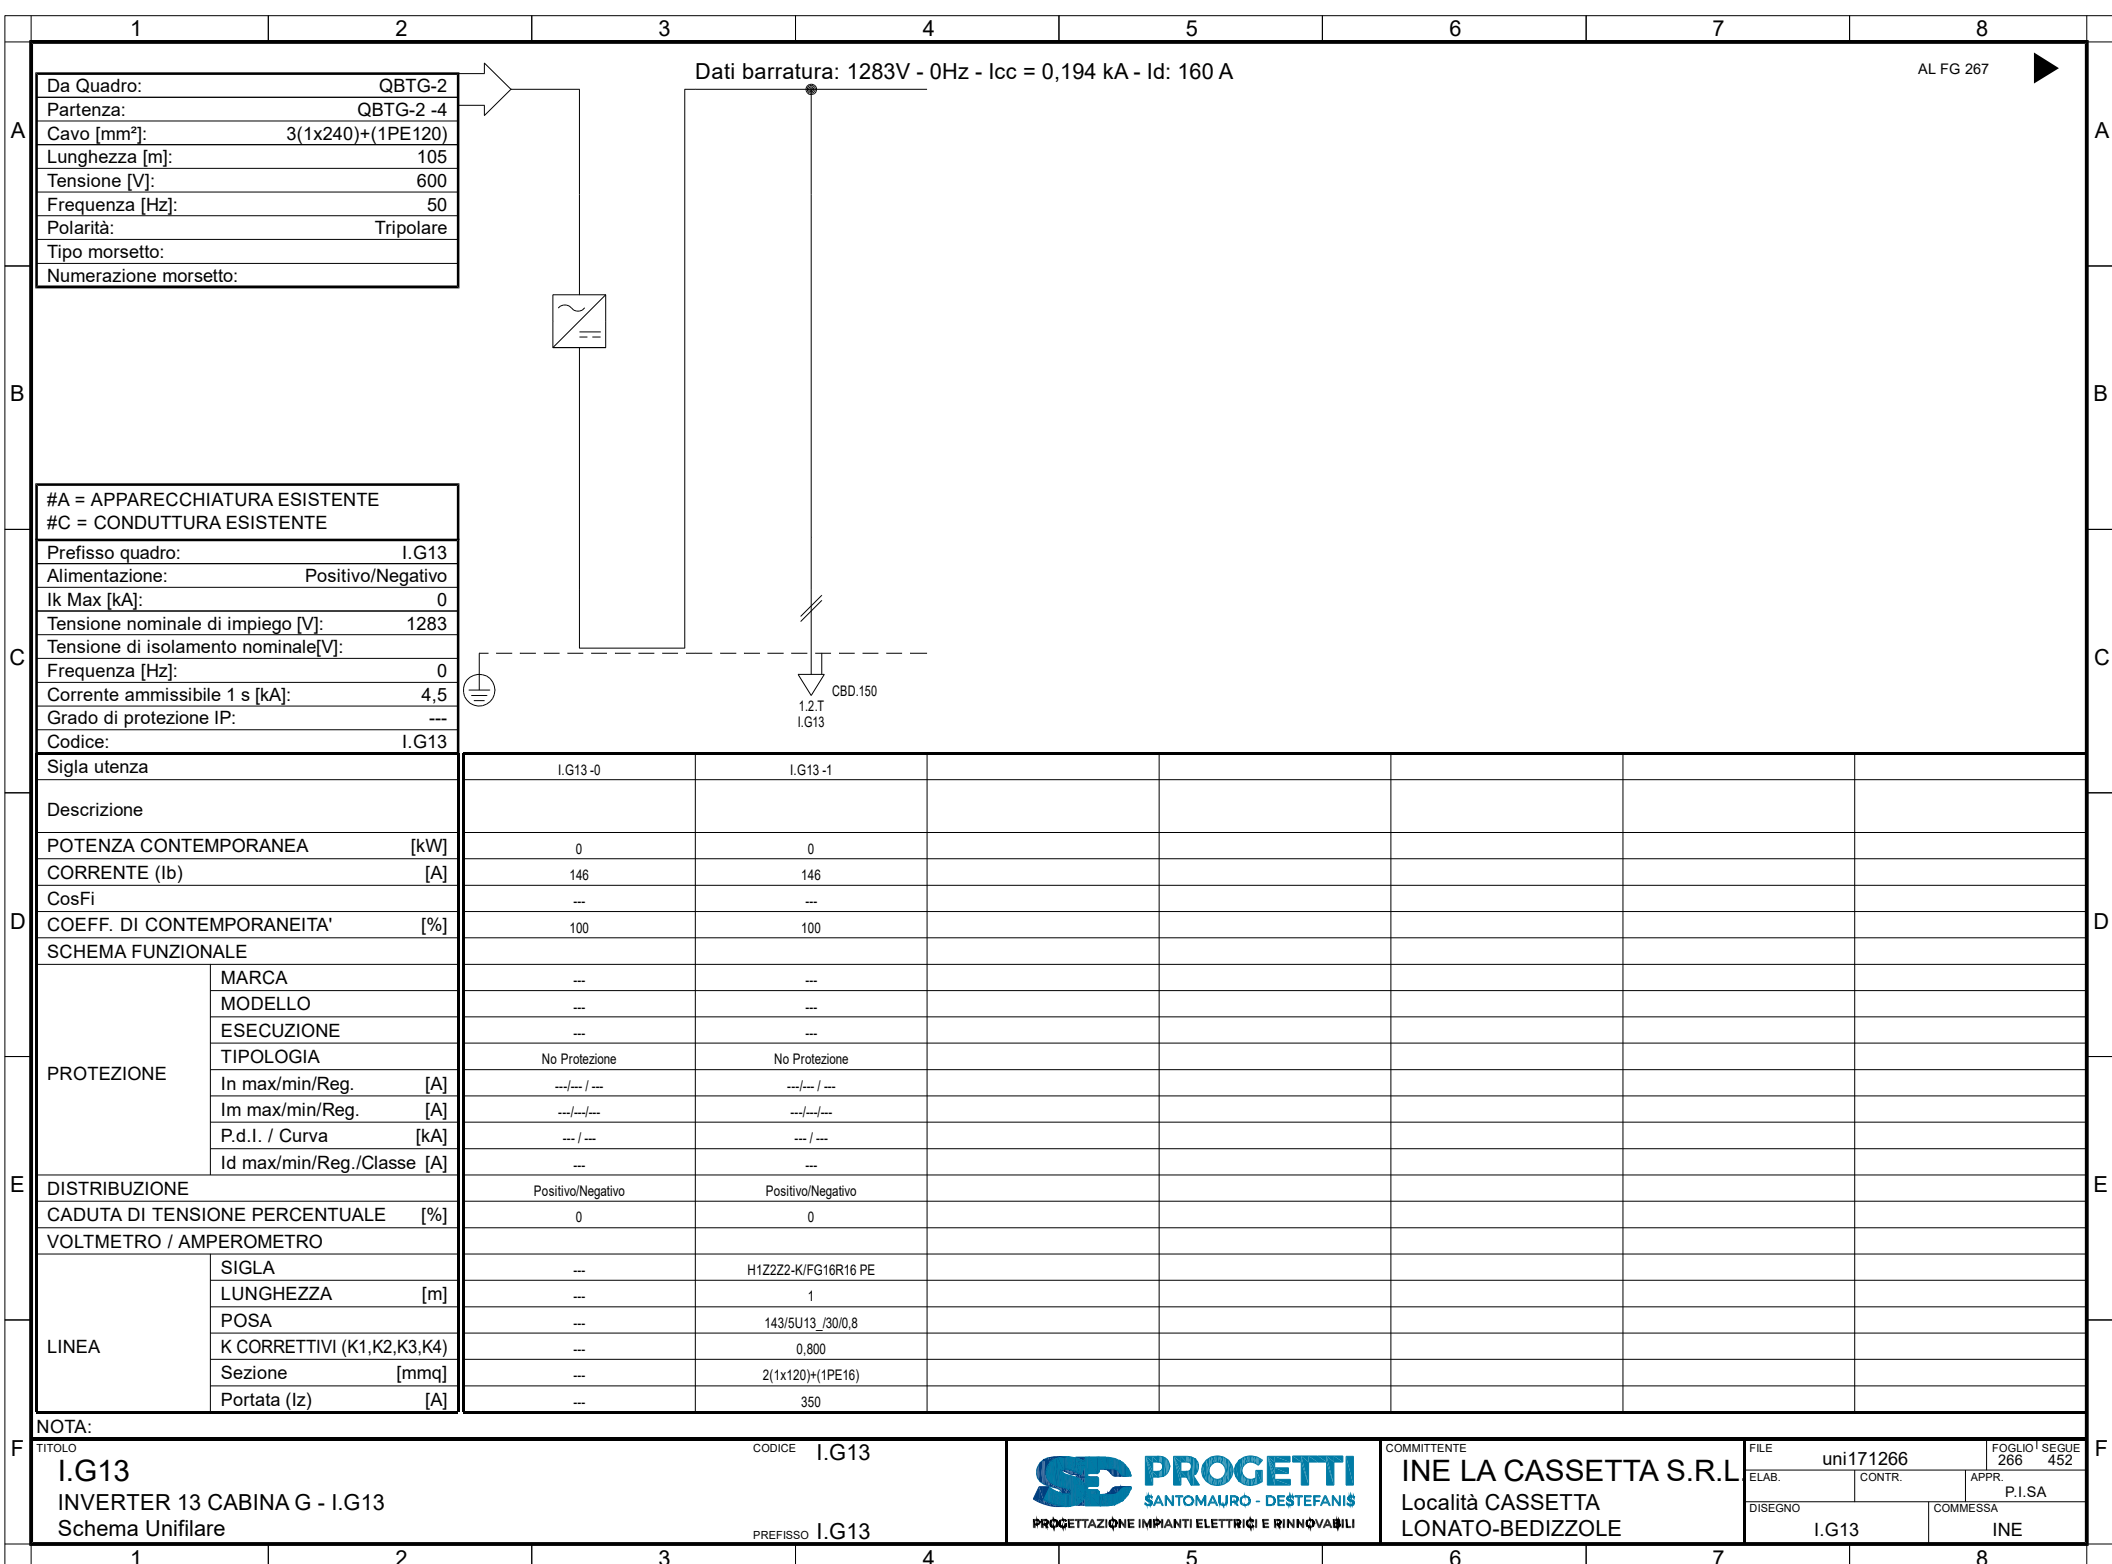 1 2 3 4 5 6 7 8
Dati barratura: 1283V - 0Hz - Icc = 0,194 kA - Id: 160 A
AL FG 267
Da Quadro: QBTG-2
Partenza: QBTG-2 -4
Cavo [mm²]: 3(1x240)+(1PE120)
Lunghezza [m]: 105
Tensione [V]: 600
Frequenza [Hz]: 50
Polarità: Tripolare
Tipo morsetto:
Numerazione morsetto:
A A
B B
#A = APPARECCHIATURA ESISTENTE
#C = CONDUTTURA ESISTENTE
Prefisso quadro: I.G13
Alimentazione: Positivo/Negativo
Ik Max [kA]: 0
Tensione nominale di impiego [V]: 1283
Tensione di isolamento nominale[V]:
Frequenza [Hz]: 0
Corrente ammissibile 1 s [kA]: 4,5
Grado di protezione IP: ---
Codice: I.G13
C C
CBD.150
1.2.T
I.G13
Sigla utenza I.G13 -0 I.G13 -1
Descrizione
POTENZA CONTEMPORANEA [kW] 0 0
CORRENTE (Ib) [A] 146 146
CosFi --- ---
D D
COEFF. DI CONTEMPORANEITA' [%] 100 100
SCHEMA FUNZIONALE
PROTEZIONE
MARCA --- ---
MODELLO --- ---
ESECUZIONE --- ---
TIPOLOGIA No Protezione No Protezione
In max/min/Reg. [A] ---/--- / --- ---/--- / ---
Im max/min/Reg. [A] ---/---/--- ---/---/---
P.d.I. / Curva [kA] --- / --- --- / ---
Id max/min/Reg./Classe [A] --- ---
E E
DISTRIBUZIONE Positivo/Negativo Positivo/Negativo
CADUTA DI TENSIONE PERCENTUALE [%] 0 0
VOLTMETRO / AMPEROMETRO
LINEA
SIGLA --- H1Z2Z2-K/FG16R16 PE
LUNGHEZZA [m] --- 1
POSA --- 143/5U13_/30/0,8
K CORRETTIVI (K1,K2,K3,K4) --- 0,800
Sezione [mmq] --- 2(1x120)+(1PE16)
Portata (Iz) [A] --- 350
NOTA:
F F
TITOLO
I.G13
INVERTER 13 CABINA G - I.G13
Schema Unifilare
CODICE I.G13
PREFISSO I.G13
PROGETTI
SANTOMAURO - DESTEFANIS
PROGETTAZIONE IMPIANTI ELETTRICI E RINNOVABILI
COMMITTENTE
INE LA CASSETTA S.R.L.
Località CASSETTA
LONATO-BEDIZZOLE
FILE uni171266
FOGLIO 266 SEGUE 452
ELAB. CONTR. APPR. P.I.SA
DISEGNO I.G13
COMMESSA INE
1 2 3 4 5 6 7 8